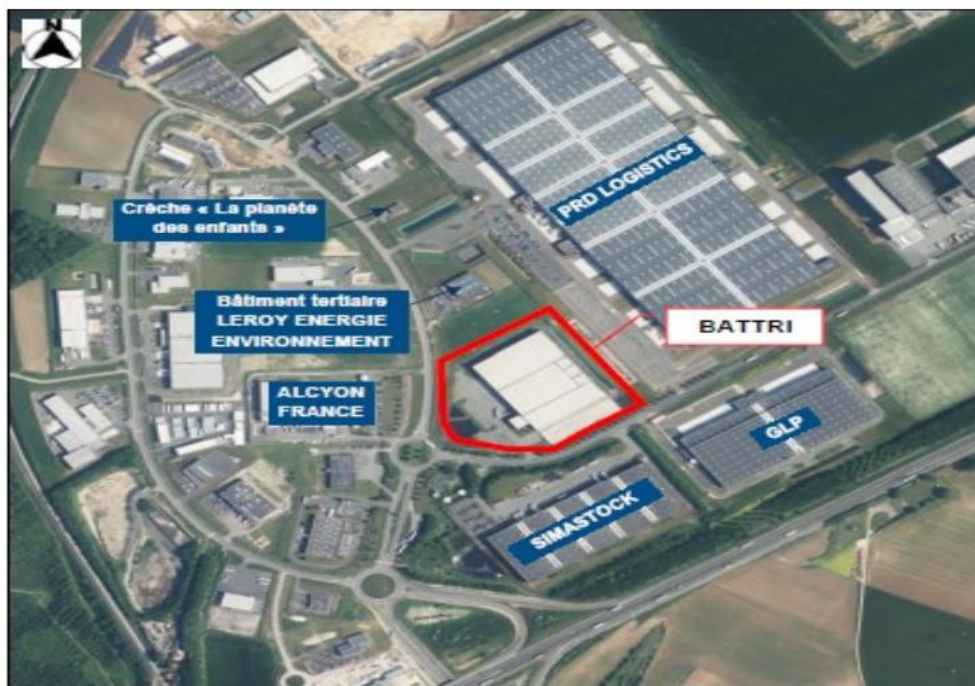 N
PRD LOGISTICS
Crèche « La planète
des enfants »
Bâtiment tertiaire
LEROY ENERGIE
ENVIRONNEMENT
BATTRI
ALCYON
FRANCE
GLP
SIMASTOCK